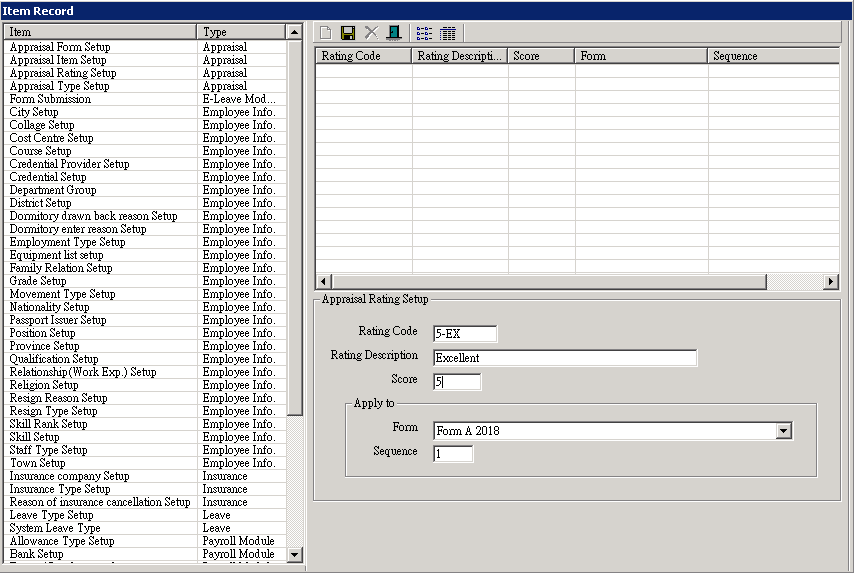 Item Record
Item Type
Appraisal Form Setup Appraisal
Appraisal Item Setup Appraisal
Appraisal Rating Setup Appraisal
Appraisal Type Setup Appraisal
Form Submission E-Leave Mod...
City Setup Employee Info.
Collage Setup Employee Info.
Cost Centre Setup Employee Info.
Course Setup Employee Info.
Credential Provider Setup Employee Info.
Credential Setup Employee Info.
Department Group Employee Info.
District Setup Employee Info.
Dormitory drawn back reason Setup Employee Info.
Dormitory enter reason Setup Employee Info.
Employment Type Setup Employee Info.
Equipment list setup Employee Info.
Family Relation Setup Employee Info.
Grade Setup Employee Info.
Movement Type Setup Employee Info.
Nationality Setup Employee Info.
Passport Issuer Setup Employee Info.
Position Setup Employee Info.
Province Setup Employee Info.
Qualification Setup Employee Info.
Relationship(Work Exp.) Setup Employee Info.
Religion Setup Employee Info.
Resign Reason Setup Employee Info.
Resign Type Setup Employee Info.
Skill Rank Setup Employee Info.
Skill Setup Employee Info.
Staff Type Setup Employee Info.
Town Setup Employee Info.
Insurance company Setup Insurance
Insurance Type Setup Insurance
Reason of insurance cancellation Setup Insurance
Leave Type Setup Leave
System Leave Type Leave
Allowance Type Setup Payroll Module
Bank Setup Payroll Module
Rating Code Rating Descripti... Score Form Sequence
Appraisal Rating Setup
Rating Code 5-EX
Rating Description Excellent
Score 5
Apply to
Form Form A 2018
Sequence 1